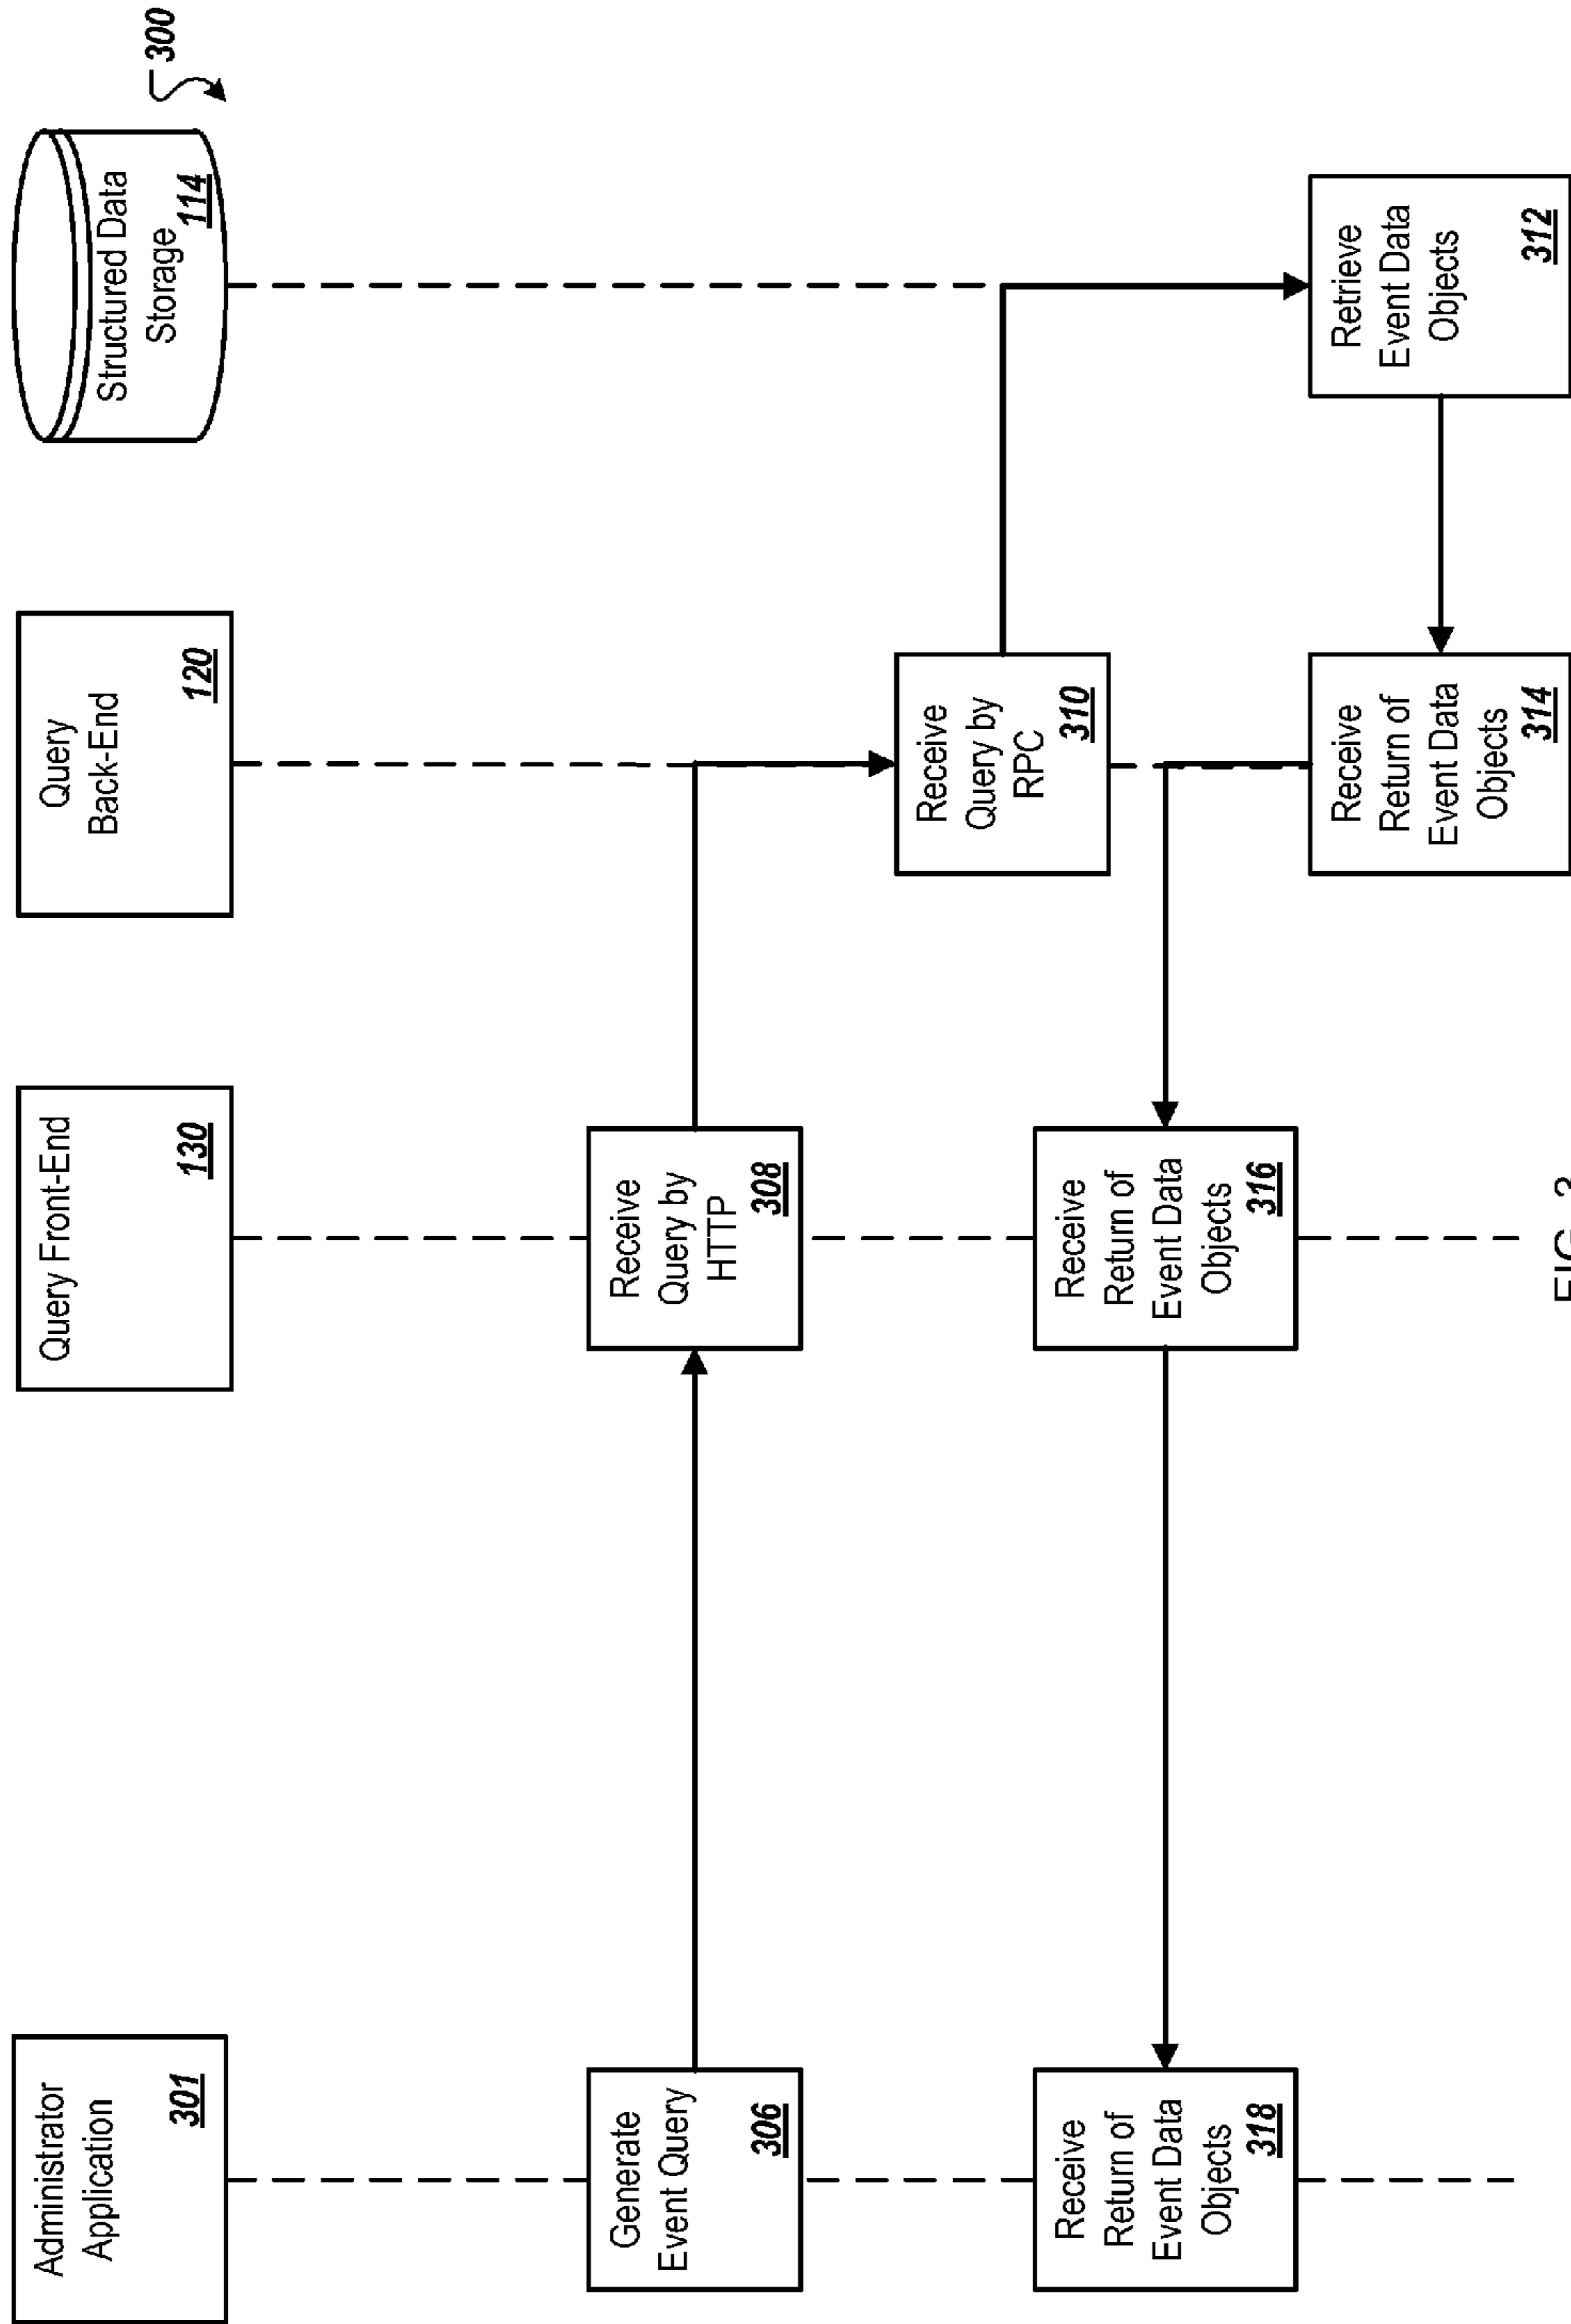 Administrator
Application
301
Query Front-End
130
Query
Back-End
120
Structured Data
Storage
114
300
Generate
Event Query
306
Receive
Query by
HTTP
308
Receive
Query by
RPC
310
Retrieve
Event Data
Objects
312
Receive
Return of
Event Data
Objects
314
Receive
Return of
Event Data
Objects
316
Receive
Return of
Event Data
Objects
318
FIG. 3